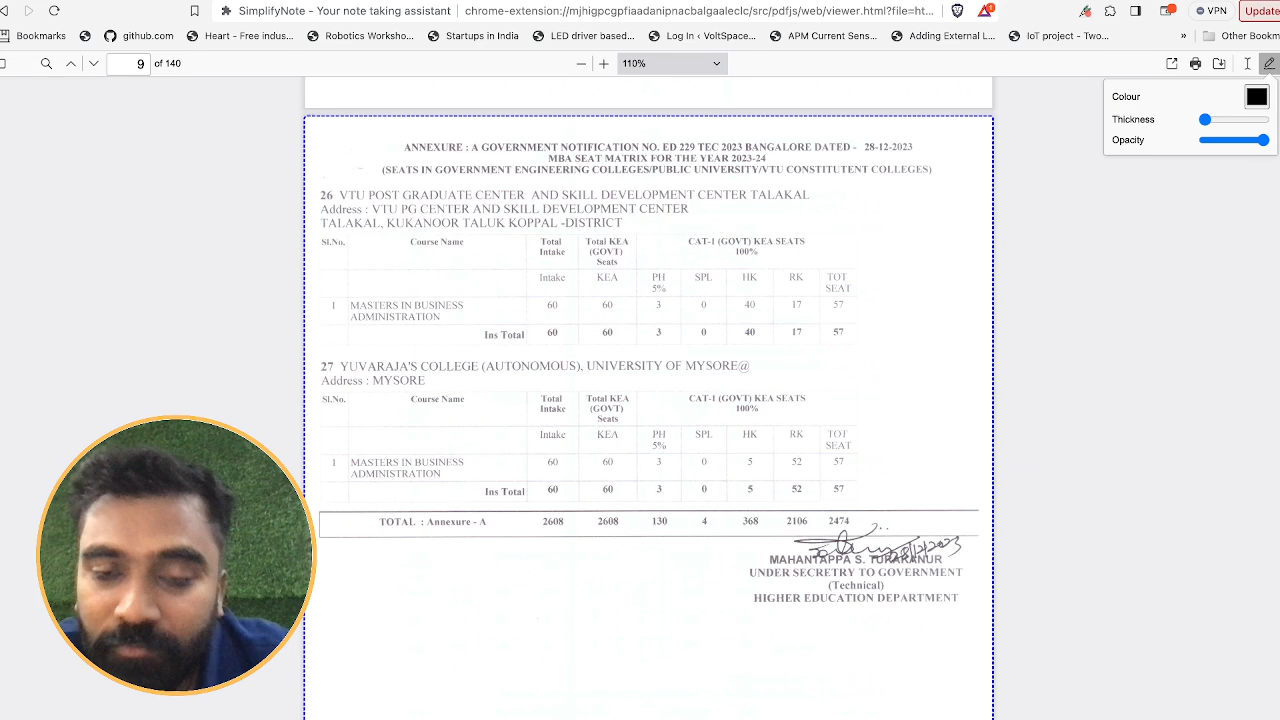 SimplifyNote - Your note taking assistant chrome-extension://mjhigpcgpfiaadanipnacbalgaaleclc/src/pdfjs/web/viewer.html?file=ht... VPN Update
Bookmarks github.com Heart - Free indus... Robotics Worksho... Startups in India LED driver based... Log In ‹ VoltSpace... APM Current Sens... Adding External L... IoT project - Two... » Other Bookm
9 of 140 110%
Colour
Thickness
Opacity
ANNEXURE : A GOVERNMENT NOTIFICATION NO. ED 229 TEC 2023 BANGALORE DATED - 28-12-2023
MBA SEAT MATRIX FOR THE YEAR 2023-24
(SEATS IN GOVERNMENT ENGINEERING COLLEGES/PUBLIC UNIVERSITY/VTU CONSTITUTENT COLLEGES)
26 VTU POST GRADUATE CENTER AND SKILL DEVELOPMENT CENTER TALAKAL
Address : VTU PG CENTER AND SKILL DEVELOPMENT CENTER
TALAKAL, KUKANOOR TALUK KOPPAL -DISTRICT
Sl.No. Course Name Total Intake Total KEA (GOVT) Seats CAT-1 (GOVT) KEA SEATS 100%
Intake KEA PH 5% SPL HK RK TOT SEAT
1 MASTERS IN BUSINESS ADMINISTRATION 60 60 3 0 40 17 57
Ins Total 60 60 3 0 40 17 57
27 YUVARAJA'S COLLEGE (AUTONOMOUS), UNIVERSITY OF MYSORE@
Address : MYSORE
Sl.No. Course Name Total Intake Total KEA (GOVT) Seats CAT-1 (GOVT) KEA SEATS 100%
Intake KEA PH 5% SPL HK RK TOT SEAT
1 MASTERS IN BUSINESS ADMINISTRATION 60 60 3 0 5 52 57
Ins Total 60 60 3 0 5 52 57
TOTAL : Annexure - A 2608 2608 130 4 368 2106 2474
MAHANTAPPA S. TURAKANUR
UNDER SECRETRY TO GOVERNMENT
(Technical)
HIGHER EDUCATION DEPARTMENT